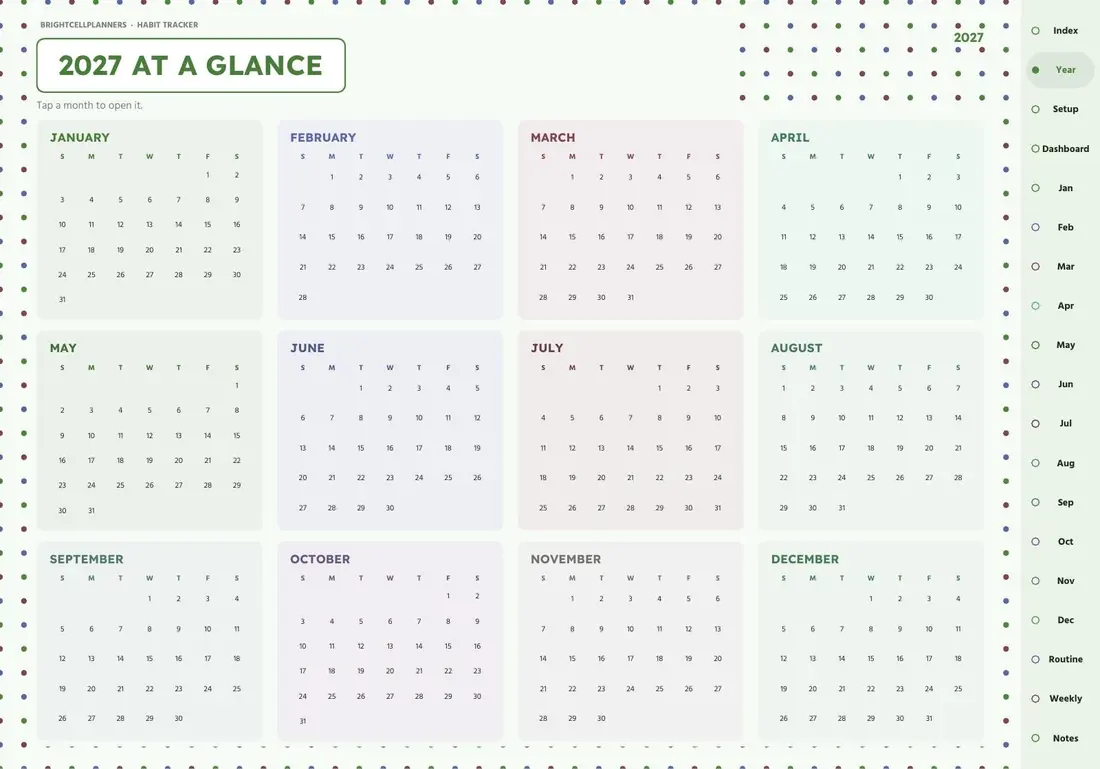 BRIGHTCELLPLANNERS · HABIT TRACKER
2027
2027 AT A GLANCE
Tap a month to open it.
JANUARY
S M T W T F S
1 2
3 4 5 6 7 8 9
10 11 12 13 14 15 16
17 18 19 20 21 22 23
24 25 26 27 28 29 30
31
FEBRUARY
S M T W T F S
1 2 3 4 5 6
7 8 9 10 11 12 13
14 15 16 17 18 19 20
21 22 23 24 25 26 27
28
MARCH
S M T W T F S
1 2 3 4 5 6
7 8 9 10 11 12 13
14 15 16 17 18 19 20
21 22 23 24 25 26 27
28 29 30 31
APRIL
S M T W T F S
1 2 3
4 5 6 7 8 9 10
11 12 13 14 15 16 17
18 19 20 21 22 23 24
25 26 27 28 29 30
MAY
S M T W T F S
1
2 3 4 5 6 7 8
9 10 11 12 13 14 15
16 17 18 19 20 21 22
23 24 25 26 27 28 29
30 31
JUNE
S M T W T F S
1 2 3 4 5
6 7 8 9 10 11 12
13 14 15 16 17 18 19
20 21 22 23 24 25 26
27 28 29 30
JULY
S M T W T F S
1 2 3
4 5 6 7 8 9 10
11 12 13 14 15 16 17
18 19 20 21 22 23 24
25 26 27 28 29 30 31
AUGUST
S M T W T F S
1 2 3 4 5 6 7
8 9 10 11 12 13 14
15 16 17 18 19 20 21
22 23 24 25 26 27 28
29 30 31
SEPTEMBER
S M T W T F S
1 2 3 4
5 6 7 8 9 10 11
12 13 14 15 16 17 18
19 20 21 22 23 24 25
26 27 28 29 30
OCTOBER
S M T W T F S
1 2
3 4 5 6 7 8 9
10 11 12 13 14 15 16
17 18 19 20 21 22 23
24 25 26 27 28 29 30
31
NOVEMBER
S M T W T F S
1 2 3 4 5 6
7 8 9 10 11 12 13
14 15 16 17 18 19 20
21 22 23 24 25 26 27
28 29 30
DECEMBER
S M T W T F S
1 2 3 4
5 6 7 8 9 10 11
12 13 14 15 16 17 18
19 20 21 22 23 24 25
26 27 28 29 30 31
Index
Year
Setup
Dashboard
Jan
Feb
Mar
Apr
May
Jun
Jul
Aug
Sep
Oct
Nov
Dec
Routine
Weekly
Notes